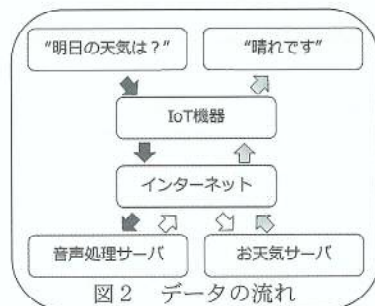 “明日の天気は？”
“晴れです”
IoT機器
インターネット
音声処理サーバ
お天気サーバ
図2 データの流れ